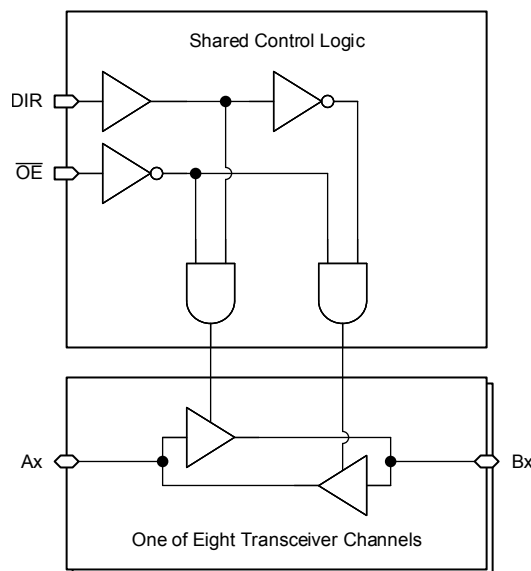 Shared Control Logic
DIR
OE
Ax
Bx
One of Eight Transceiver Channels